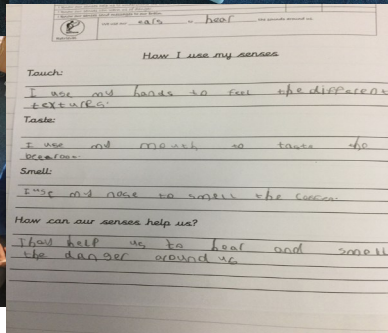 ears hear
How I use my senses
Touch:
I use my hands to feel the different
textures.
Taste:
I use my mouth to taste the
Smell:
I use my nose to smell the
How can our senses help us?
help us to hear and smell
the danger around us